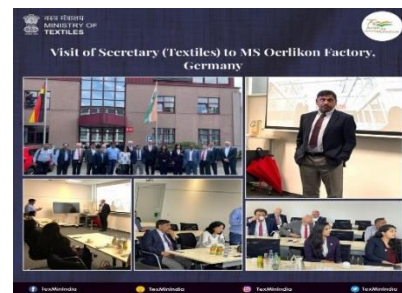 वस्त्र मंत्रालय
MINISTRY OF
TEXTILES
Visit of Secretary (Textiles) to MS Oerlikon Factory,
Germany
TexMinIndia
TexMinIndia
TexMinIndia
TexMinIndia